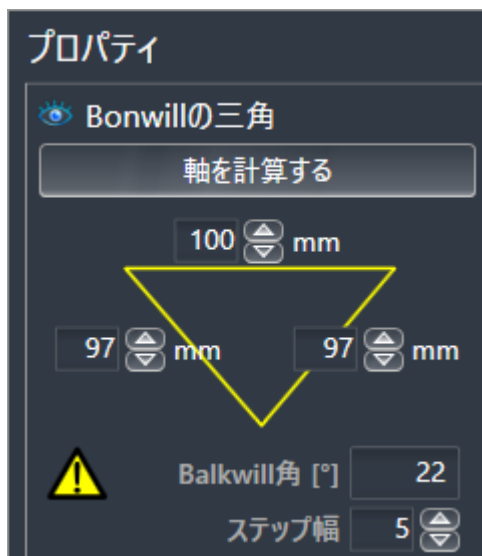 プロパティ
Bonwillの三角
軸を計算する
100 mm
97 mm 97 mm
Balkwill角 [°] 22
ステップ幅 5